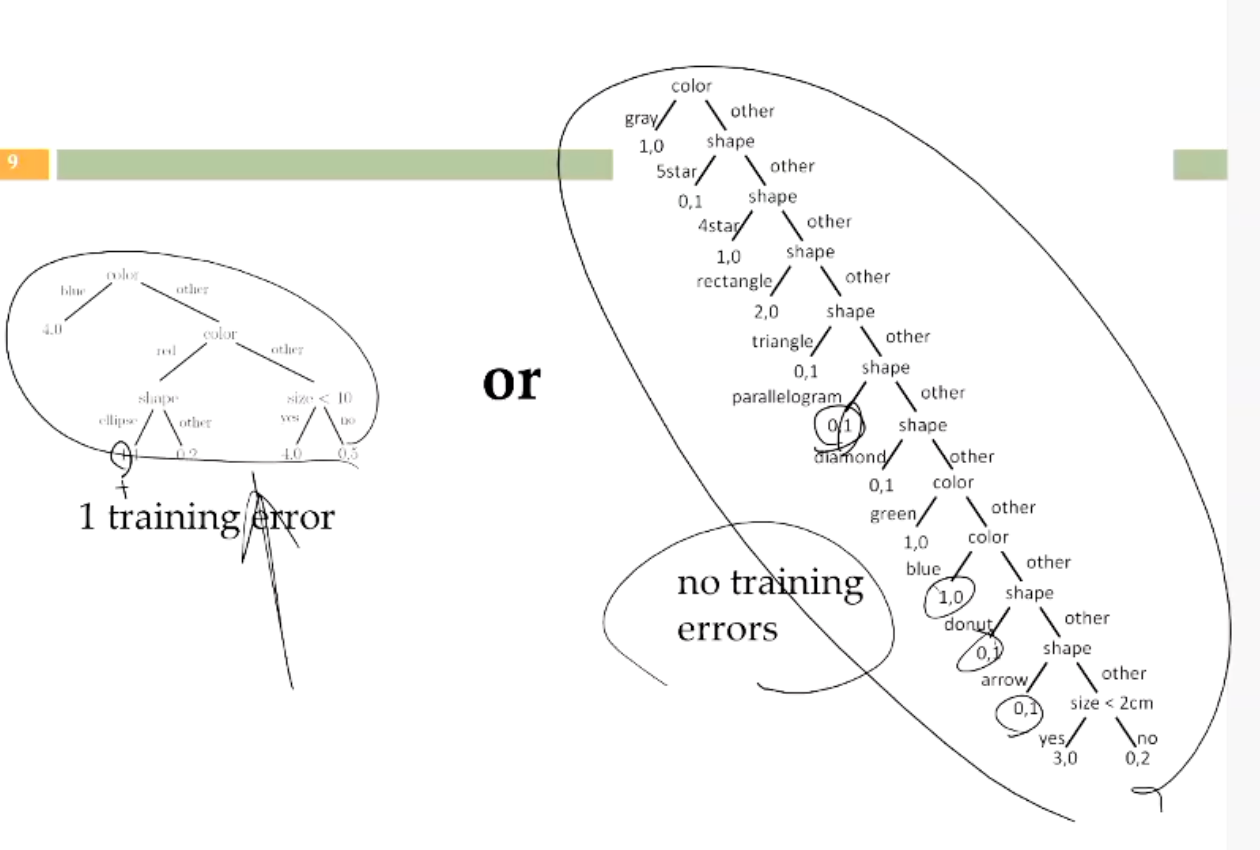 9
color
blue
other
4,0
color
red
other
shape
size < 10
ellipse
other
yes
no
0,2
4,0
0,5
1 training error
or
color
gray
other
1,0
shape
5star
other
0,1
shape
4star
other
1,0
shape
rectangle
other
2,0
shape
triangle
other
0,1
shape
parallelogram
other
0,1
shape
diamond
other
0,1
color
green
other
1,0
color
blue
other
1,0
shape
donut
other
0,1
shape
arrow
other
0,1
size < 2cm
yes
no
3,0
0,2
no training
errors